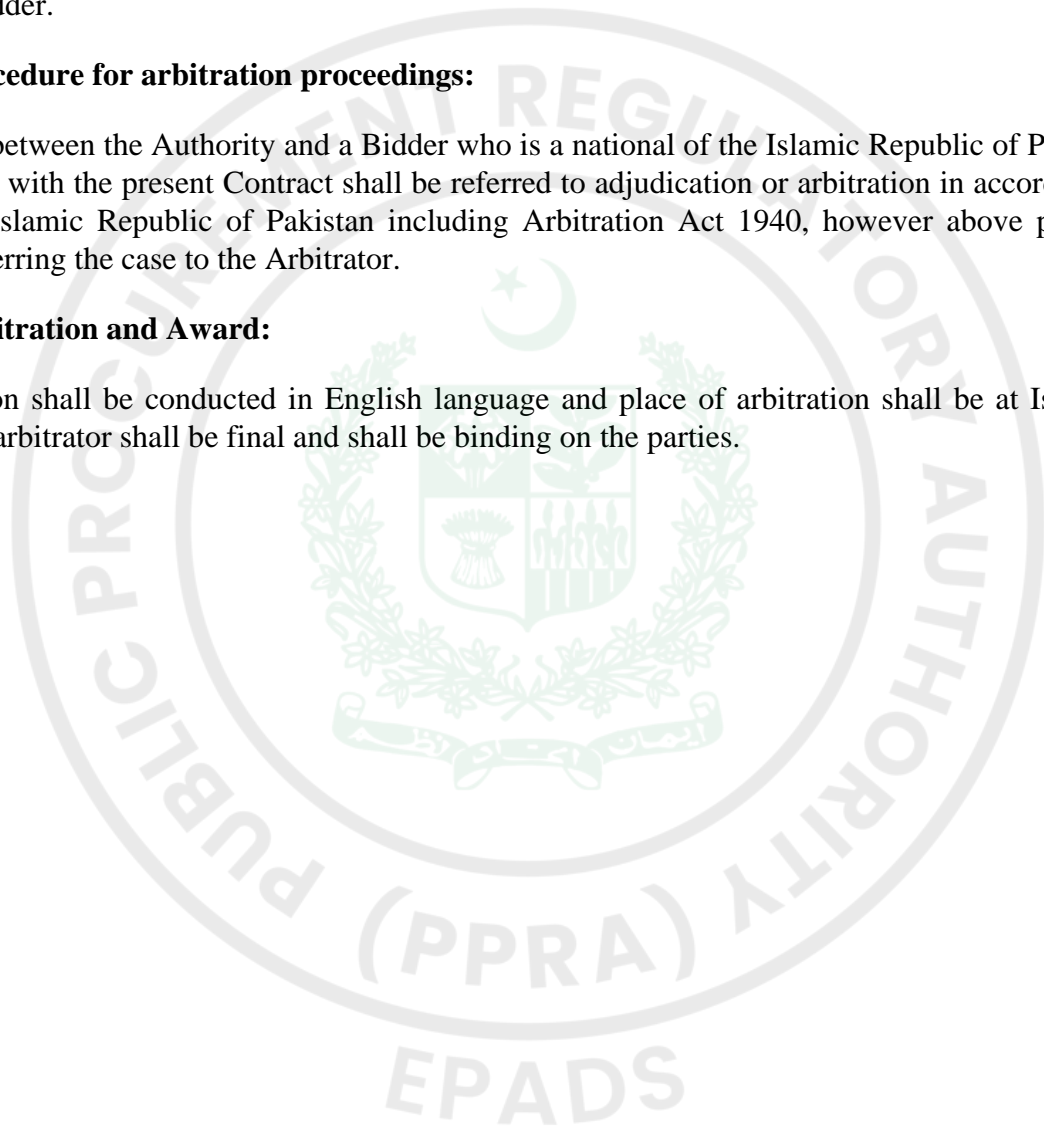 dder.
cedure for arbitration proceedings:
between the Authority and a Bidder who is a national of the Islamic Republic of P
with the present Contract shall be referred to adjudication or arbitration in accor
slamic Republic of Pakistan including Arbitration Act 1940, however above p
erring the case to the Arbitrator.
itration and Award:
on shall be conducted in English language and place of arbitration shall be at Is
arbitrator shall be final and shall be binding on the parties.
PUBLIC PROCUREMENT REGULATORY AUTHORITY
(PPRA)
EPADS